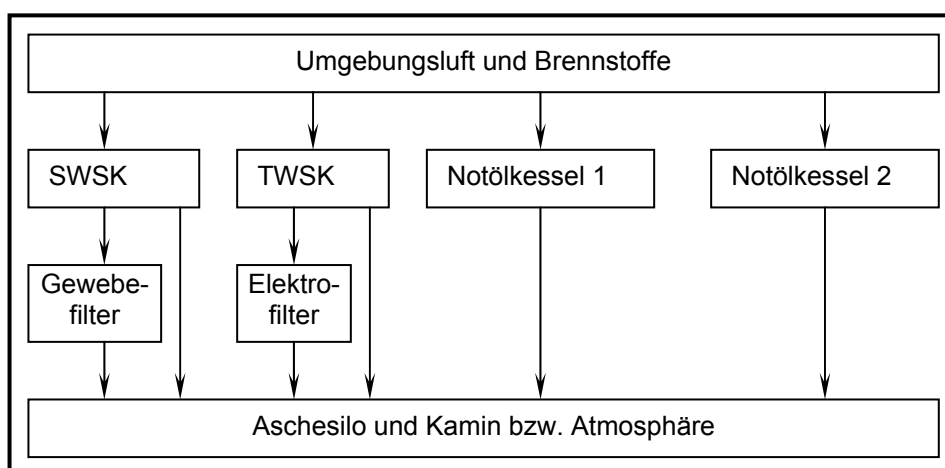 Umgebungsluft und Brennstoffe
SWSK
TWSK
Notölkessel 1
Notölkessel 2
Gewebe-
filter
Elektro-
filter
Aschesilo und Kamin bzw. Atmosphäre